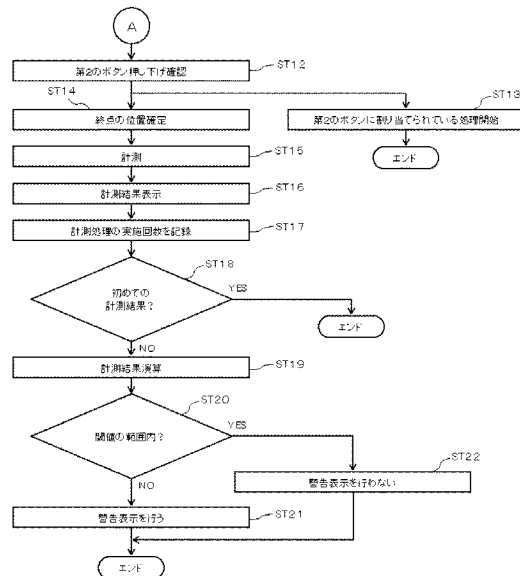 A
第2のボタン押し下げ確認
ST12
ST14
終点の位置確定
ST13
第2のボタンに割り当てられている処理開始
エンド
計測
ST15
計測結果表示
ST16
計測処理の実施回数を記録
ST17
ST18
初めての
計測結果?
YES
エンド
NO
計測結果演算
ST19
ST20
閾値の範囲内?
YES
ST22
警告表示を行わない
NO
警告表示を行う
ST21
エンド